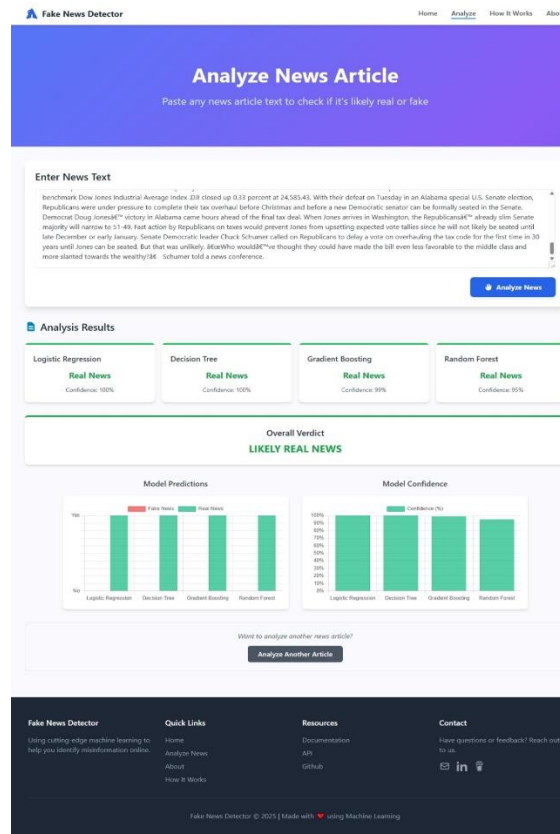 Fake News Detector
Home Analyze How It Works Abou
Analyze News Article
Paste any news article text to check if it's likely real or fake
Enter News Text
benchmark Dow Jones Industrial Average Index .DJI closed up 0.33 percent at 24,585.43. With their defeat on Tuesday in an Alabama special U.S. Senate election,
Republicans were under pressure to complete their tax overhaul before Christmas and before a new Democratic senator can be formally seated in the Senate.
Democrat Doug Jonesâ€™ victory in Alabama came hours ahead of the final tax deal. When Jones arrives in Washington, the Republicansâ€™ already slim Senate
majority will narrow to 51-49. Fast action by Republicans on taxes would prevent Jones from upsetting expected vote tallies since he will not likely be seated until
late December or early January. Senate Democratic leader Chuck Schumer called on Republicans to delay a vote on overhauling the tax code for the first time in 30
years until Jones can be seated. But that was unlikely. â€œWho wouldâ€™ve thought they could have made the bill even less favorable to the middle class and
more slanted towards the wealthy?â€ Schumer told a news conference.
Analyze News
Analysis Results
Logistic Regression
Real News
Confidence: 100%
Decision Tree
Real News
Confidence: 100%
Gradient Boosting
Real News
Confidence: 99%
Random Forest
Real News
Confidence: 95%
Overall Verdict
LIKELY REAL NEWS
Model Predictions
Fake News Real News
Yes
No
Logistic Regression Decision Tree Gradient Boosting Random Forest
Model Confidence
Confidence (%)
100%
90%
80%
70%
60%
50%
40%
30%
20%
10%
0%
Logistic Regression Decision Tree Gradient Boosting Random Forest
Want to analyze another news article?
Analyze Another Article
Fake News Detector
Using cutting-edge machine learning to
help you identify misinformation online.
Quick Links
Home
Analyze News
About
How It Works
Resources
Documentation
API
Github
Contact
Have questions or feedback? Reach out
to us.
Fake News Detector © 2025 | Made with ❤ using Machine Learning